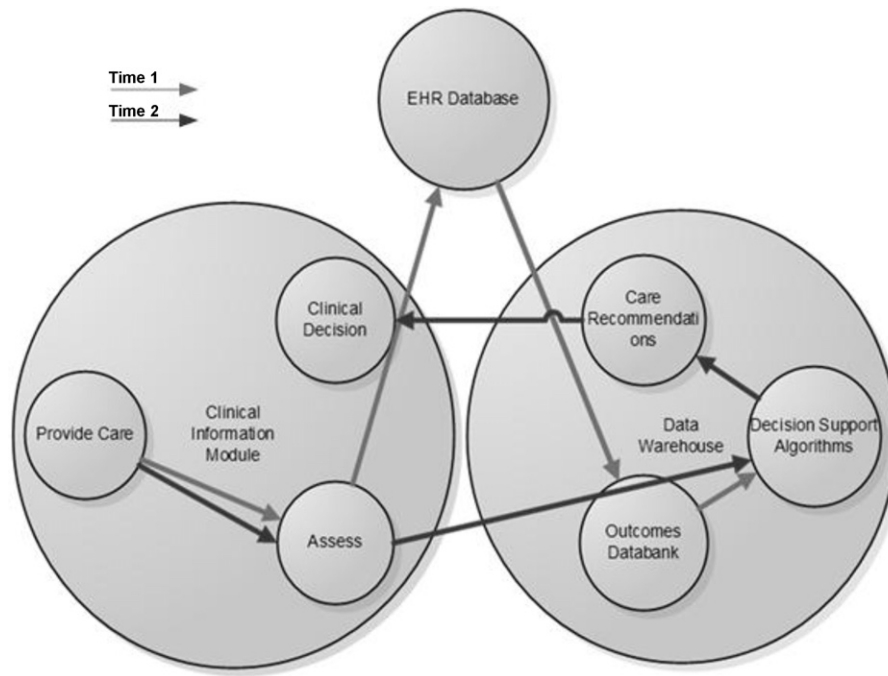 Time 1
Time 2
EHR Database
Clinical
Decision
Care
Recommendati
ons
Provide Care
Clinical
Information
Module
Data
Warehouse
Decision Support
Algorithms
Assess
Outcomes
Databank